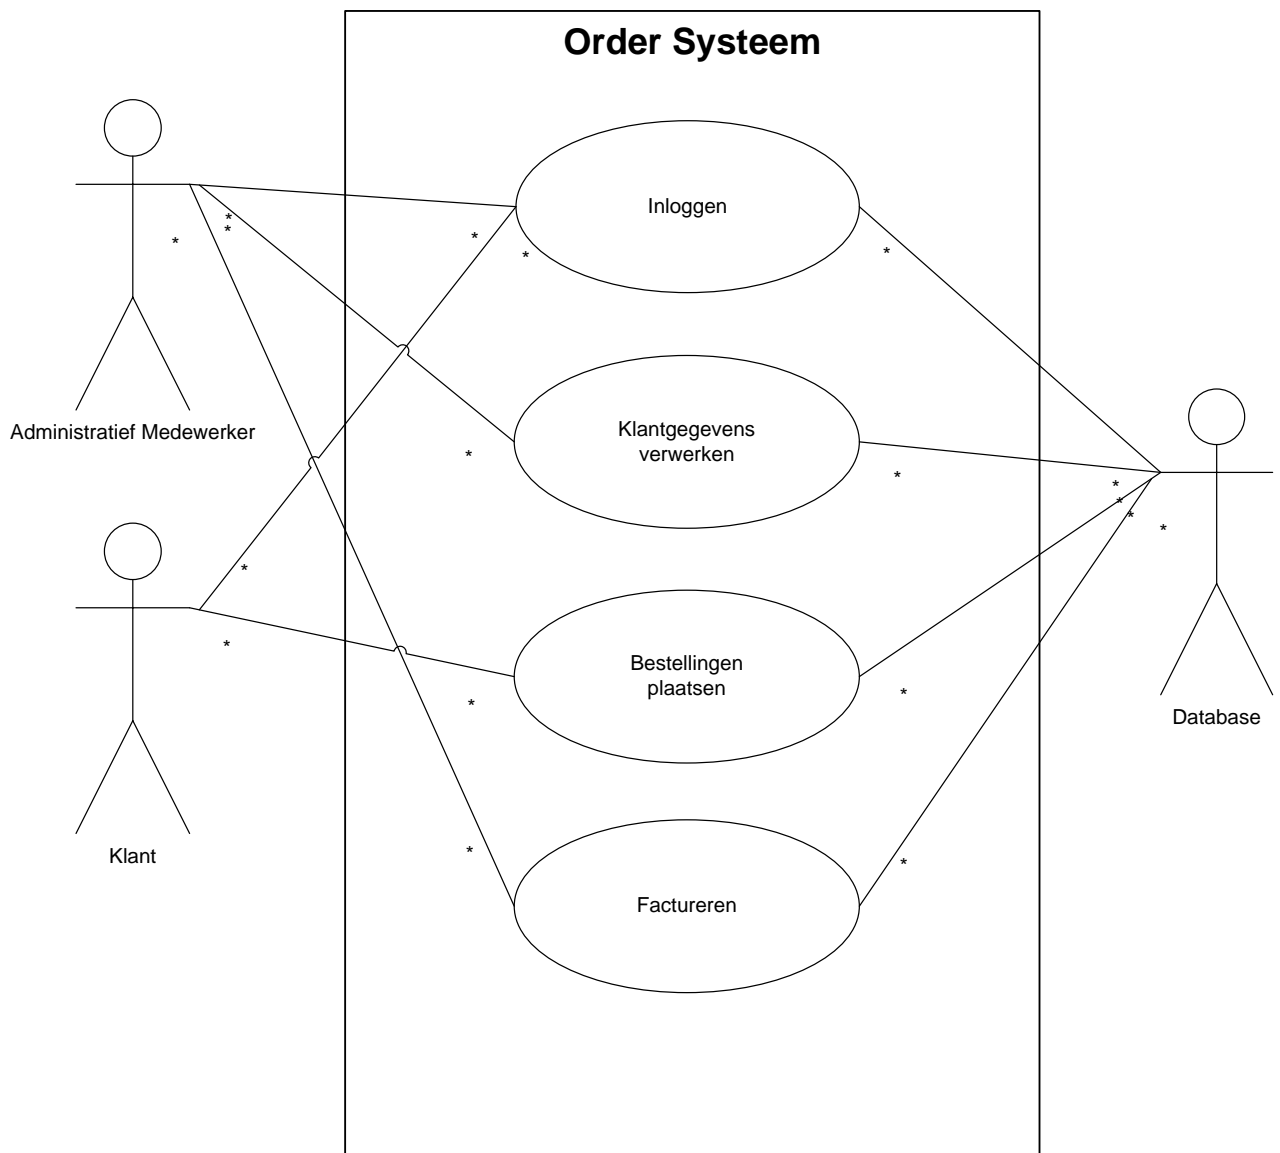 Order Systeem
Inloggen
*
*
*
*
*
*
*
Klantgegevens
verwerken
Administratief Medewerker
*
*
*
*
*
*
*
*
Bestellingen
plaatsen
*
*
*
Database
Klant
*
*
Factureren